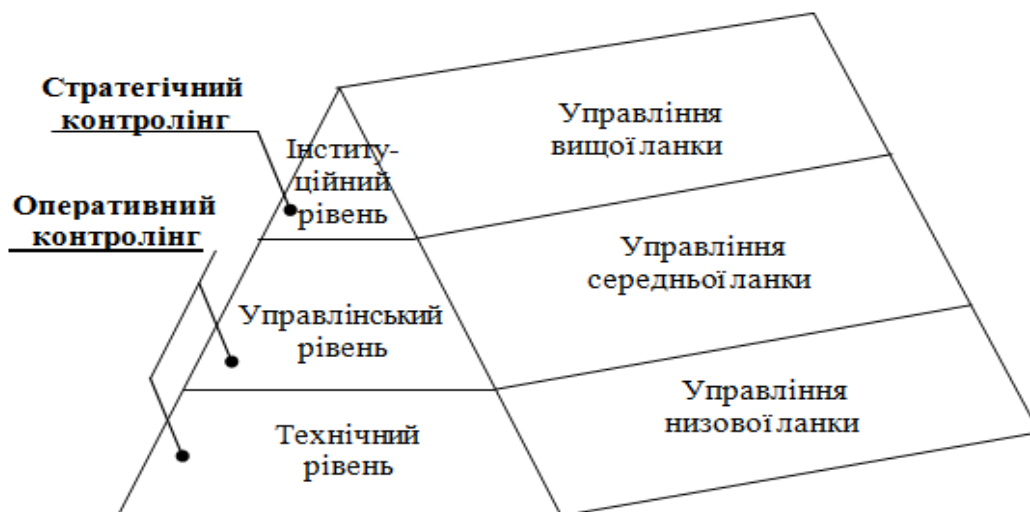 Стратегічний
контролінг
Оперативний
контролінг
Інститу-
ційний
рівень
Управлінський
рівень
Технічний
рівень
Управління
вищої ланки
Управління
середньої ланки
Управління
низової ланки